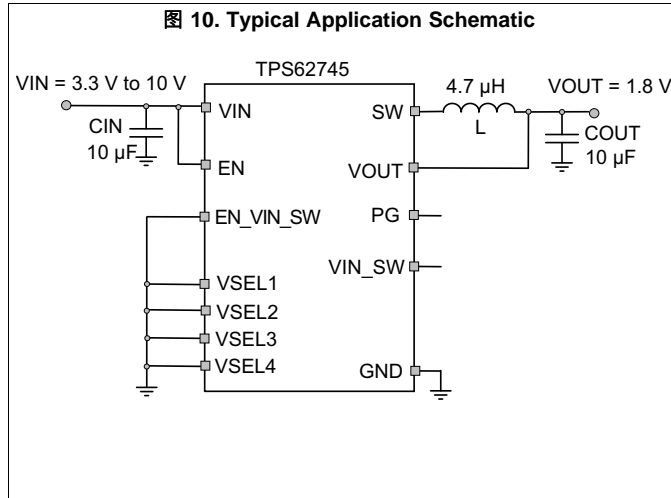 图 10. Typical Application Schematic
TPS62745
VIN = 3.3 V to 10 V
4.7 µH
VOUT = 1.8 V
VIN
SW
CIN
10 µF
L
COUT
10 µF
EN
VOUT
EN_VIN_SW
PG
VIN_SW
VSEL1
VSEL2
VSEL3
VSEL4
GND